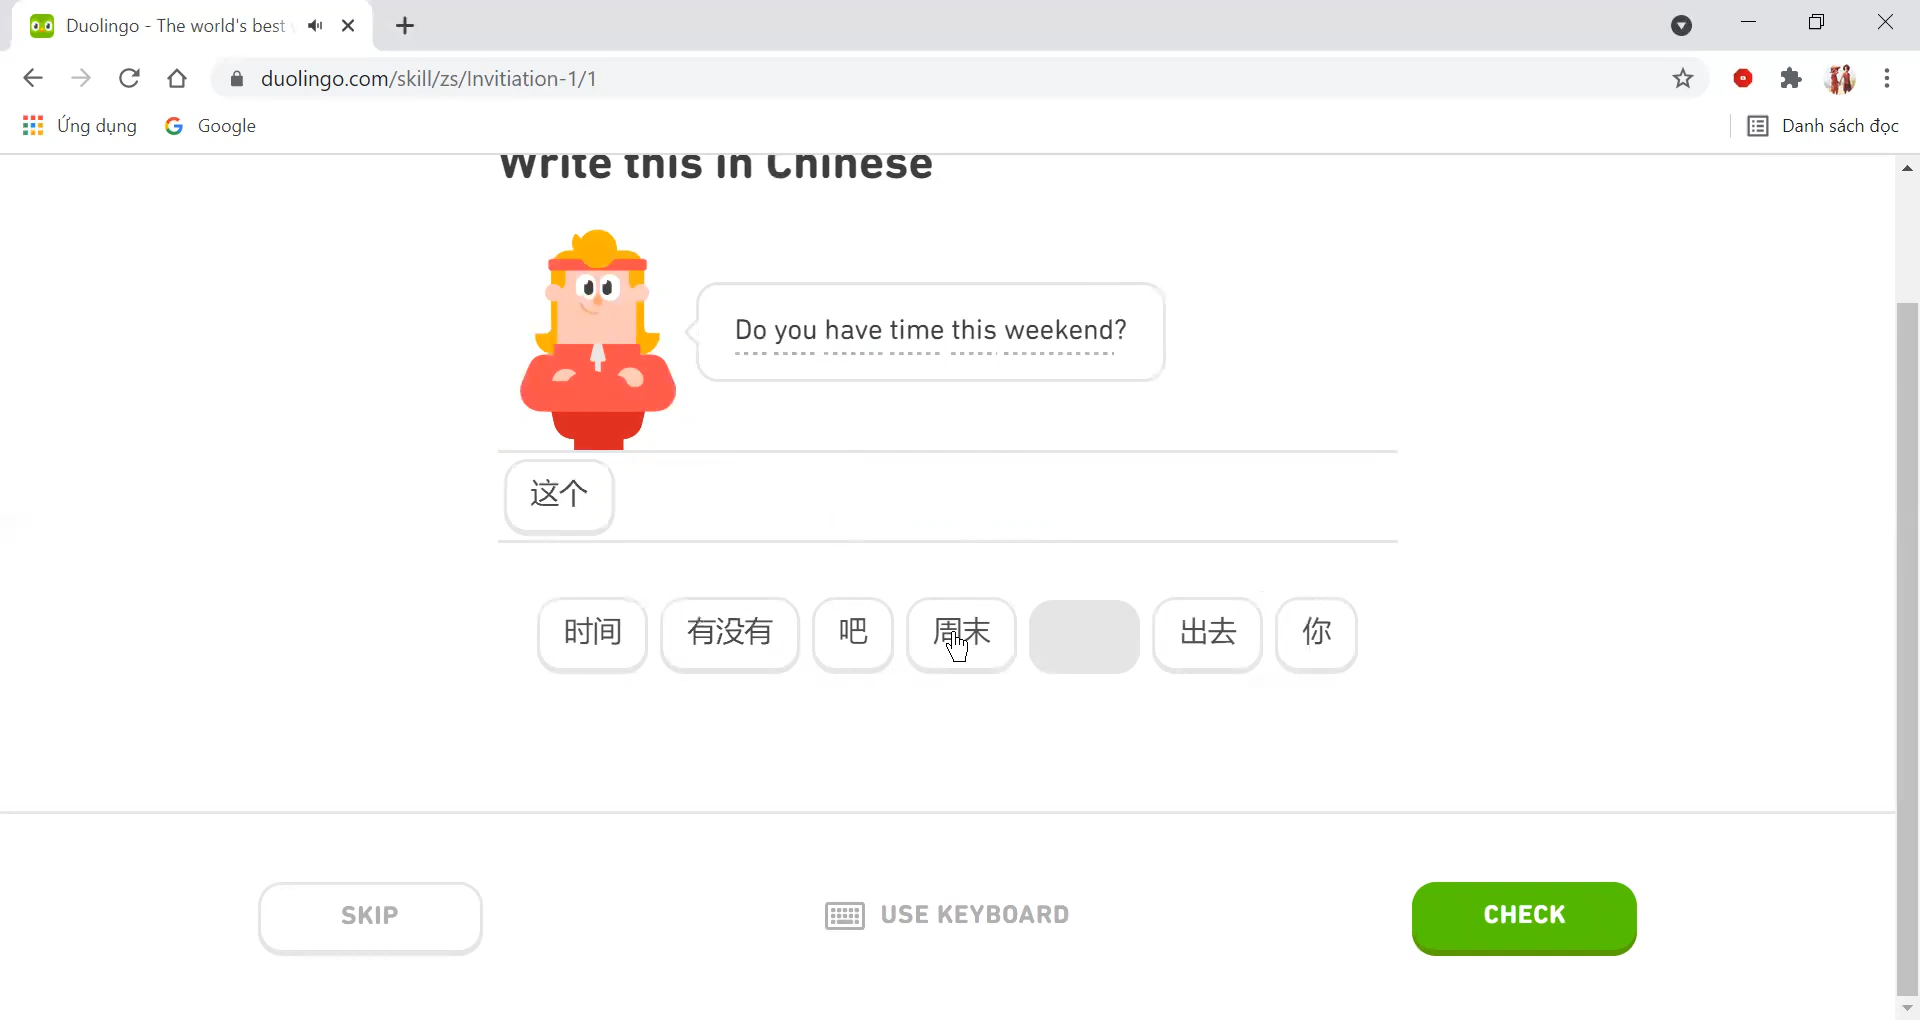 Duolingo - The world's best
duolingo.com/skill/zs/Invitiation-1/1
Ứng dụng
Google
Danh sách đọc
Write this in Chinese
Do you have time this weekend?
这个
时间 有没有 吧 周末 出去 你
SKIP
USE KEYBOARD
CHECK